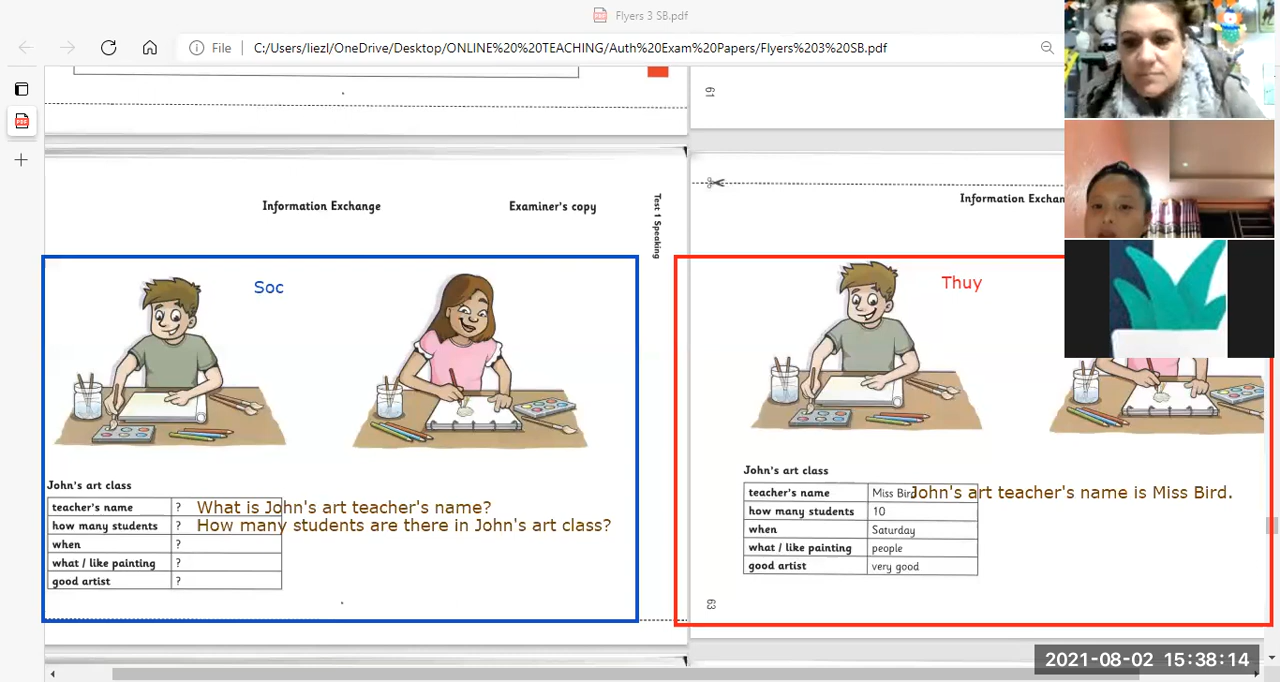 Flyers 3 SB.pdf
File
C:/Users/liezl/OneDrive/Desktop/ONLINE%20%20TEACHING/Auth%20Exam%20Papers/Flyers%203%20SB.pdf
61
Information Exchange
Examiner's copy
Test 1 Speaking
Soc
John's art class
teacher's name ? What is John's art teacher's name?
how many students ? How many students are there in John's art class?
when ?
what / like painting ?
good artist ?
Information Exchan
Thuy
John's art class
teacher's name Miss Bird John's art teacher's name is Miss Bird.
how many students 10
when Saturday
what / like painting people
good artist very good
63
2021-08-02 15:38:14